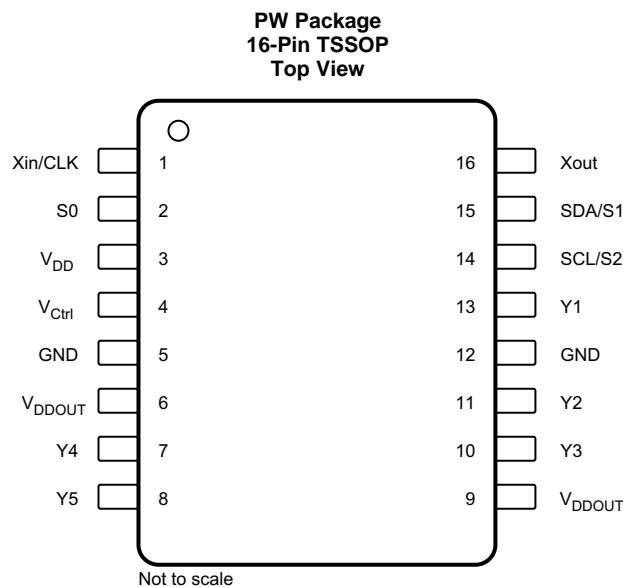 PW Package
16-Pin TSSOP
Top View
Xin/CLK 1 16 Xout
S0 2 15 SDA/S1
VDD 3 14 SCL/S2
VCtrl 4 13 Y1
GND 5 12 GND
VDDOUT 6 11 Y2
Y4 7 10 Y3
Y5 8 9 VDDOUT
Not to scale